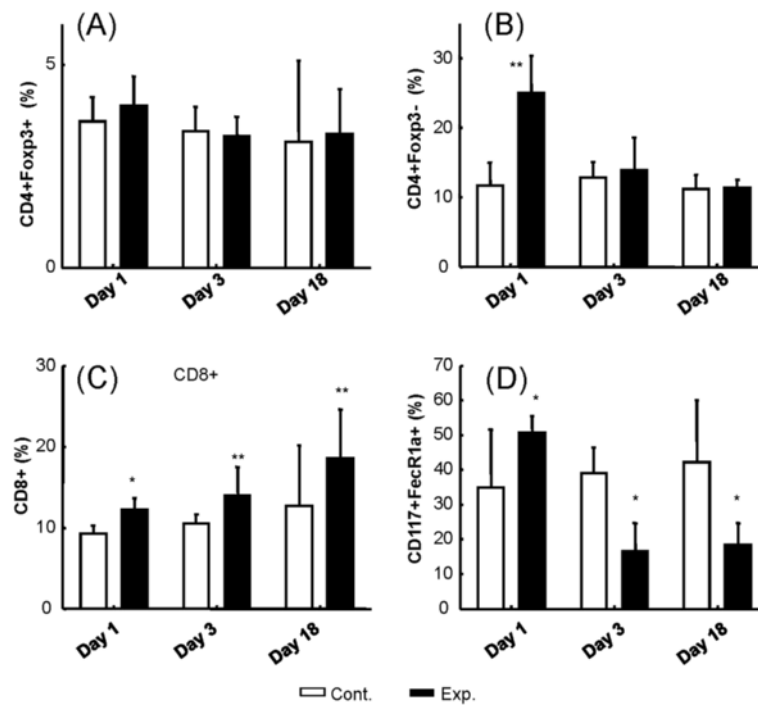 (A)
CD4+Foxp3+ (%)
5
0
Day 1
Day 3
Day 18
(B)
CD4+Foxp3- (%)
30
20
10
0
**
Day 1
Day 3
Day 18
(C)
CD8+
CD8+ (%)
30
20
10
0
*
**
**
Day 1
Day 3
Day 18
(D)
CD117+FecR1a+ (%)
70
60
50
40
30
20
10
0
*
*
*
Day 1
Day 3
Day 18
Cont.
Exp.